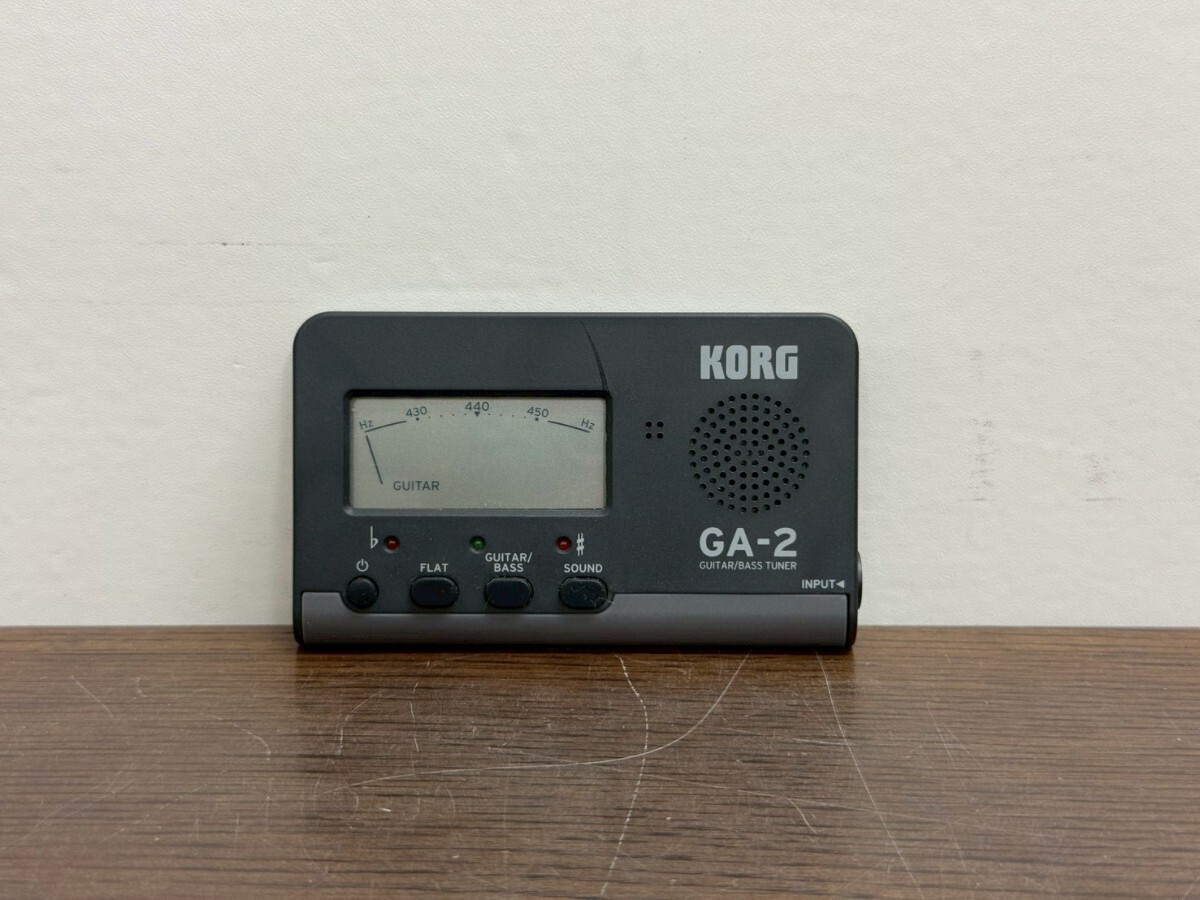 KORG
Hz 430 440 450 Hz
GUITAR
♭ ♯
FLAT
GUITAR/
BASS
SOUND
GA-2
GUITAR/BASS TUNER
INPUT◄